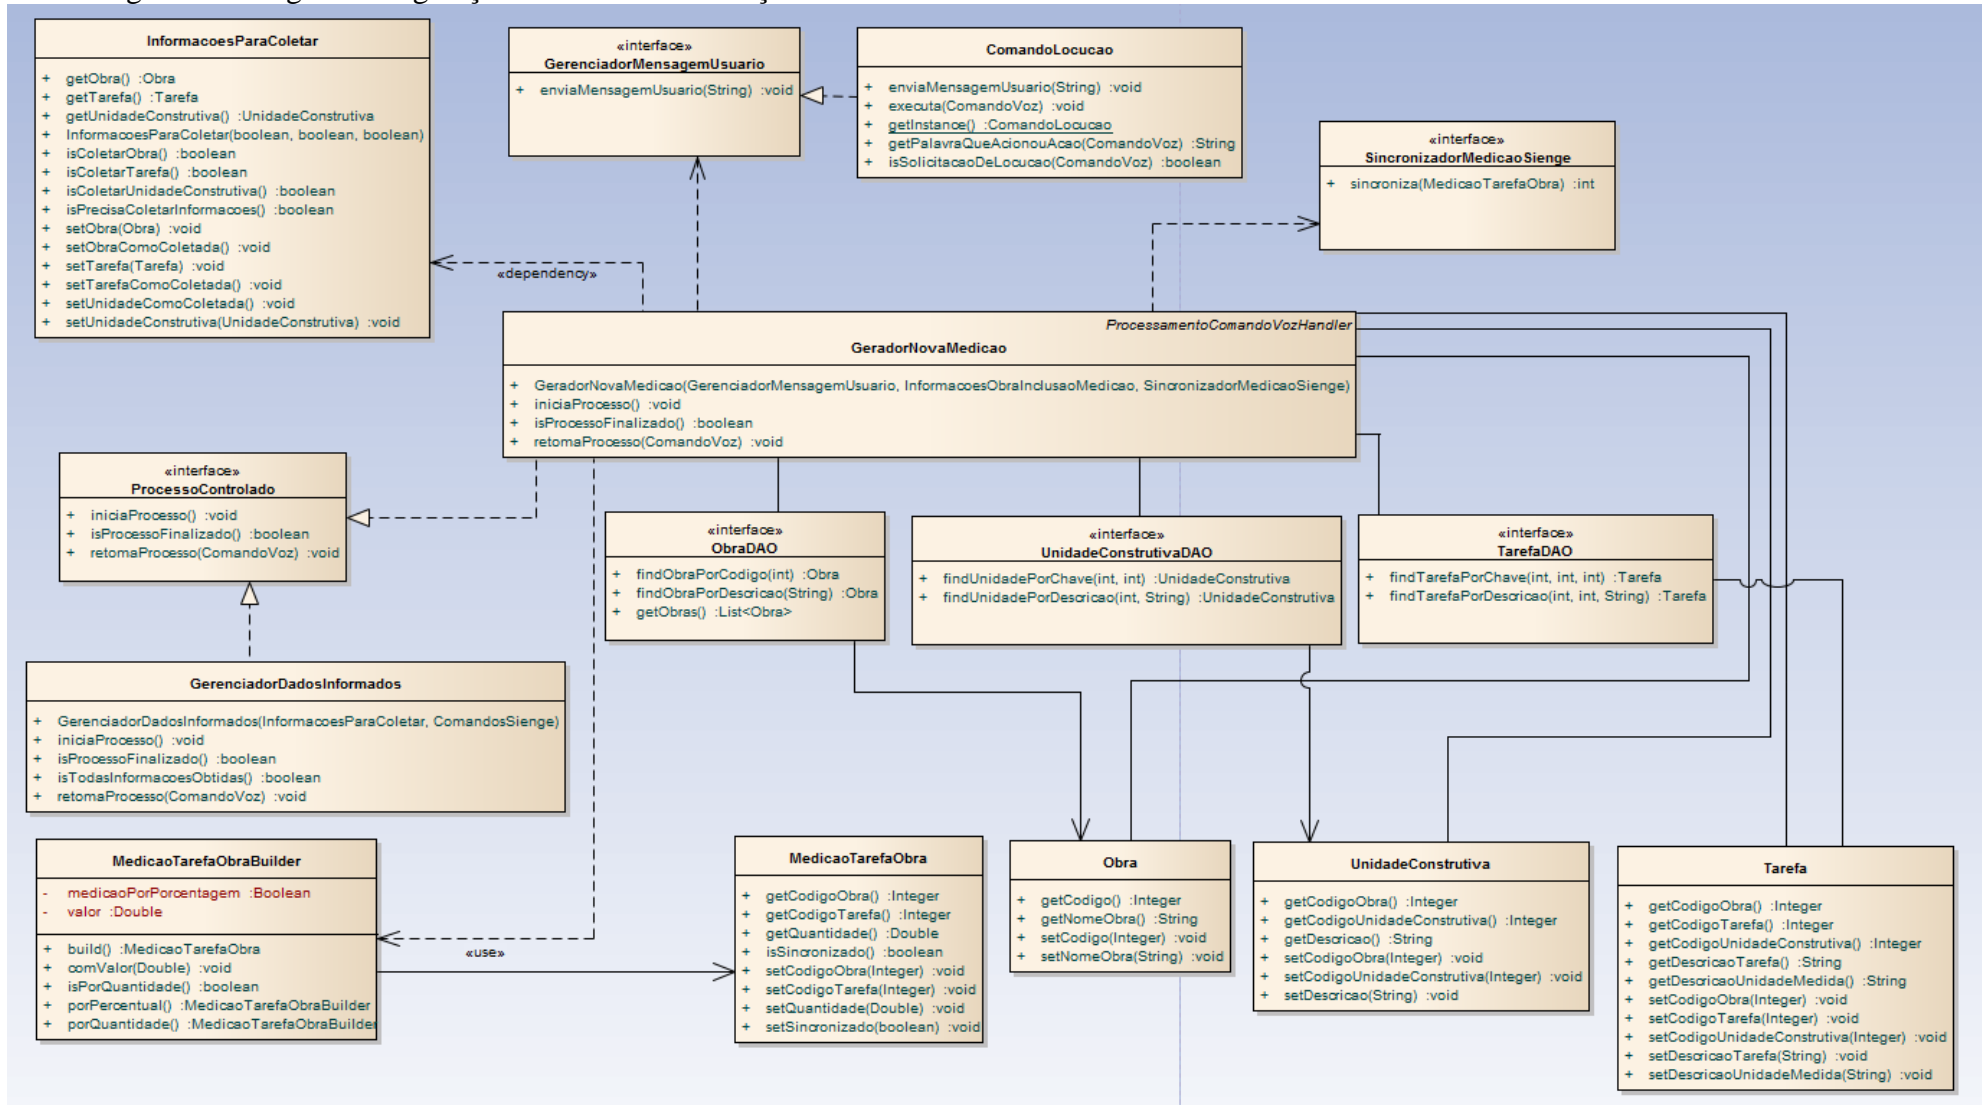 InformacoesParaColetar
+ getObra() :Obra
+ getTarefa() :Tarefa
+ getUnidadeConstrutiva() :UnidadeConstrutiva
+ InformacoesParaColetar(boolean, boolean, boolean)
+ isColetarObra() :boolean
+ isColetarTarefa() :boolean
+ isColetarUnidadeConstrutiva() :boolean
+ isPrecisaColetarInformacoes() :boolean
+ setObra(Obra) :void
+ setObraComoColetada() :void
+ setTarefa(Tarefa) :void
+ setTarefaComoColetada() :void
+ setUnidadeComoColetada() :void
+ setUnidadeConstrutiva(UnidadeConstrutiva) :void
«interface»
GerenciadorMensagemUsuario
+ enviaMensagemUsuario(String) :void
ComandoLocucao
+ enviaMensagemUsuario(String) :void
+ executa(ComandoVoz) :void
+ getInstance() :ComandoLocucao
+ getPalavraQueAcionouAcao(ComandoVoz) :String
+ isSolicitacaoDeLocucao(ComandoVoz) :boolean
«interface»
SincronizadorMedicaoSienge
+ sincroniza(MedicaoTarefaObra) :int
«dependency»
ProcessamentoComandoVozHandler
GeradorNovaMedicao
+ GeradorNovaMedicao(GerenciadorMensagemUsuario, InformacoesObraInclusaoMedicao, SincronizadorMedicaoSienge)
+ iniciaProcesso() :void
+ isProcessoFinalizado() :boolean
+ retomaProcesso(ComandoVoz) :void
«interface»
ProcessoControlado
+ iniciaProcesso() :void
+ isProcessoFinalizado() :boolean
+ retomaProcesso(ComandoVoz) :void
«interface»
ObraDAO
+ findObraPorCodigo(int) :Obra
+ findObraPorDescricao(String) :Obra
+ getObras() :List<Obra>
«interface»
UnidadeConstrutivaDAO
+ findUnidadePorChave(int, int) :UnidadeConstrutiva
+ findUnidadePorDescricao(int, String) :UnidadeConstrutiva
«interface»
TarefaDAO
+ findTarefaPorChave(int, int, int) :Tarefa
+ findTarefaPorDescricao(int, int, String) :Tarefa
GerenciadorDadosInformados
+ GerenciadorDadosInformados(InformacoesParaColetar, ComandosSienge)
+ iniciaProcesso() :void
+ isProcessoFinalizado() :boolean
+ isTodasInformacoesObtidas() :boolean
+ retomaProcesso(ComandoVoz) :void
MedicaoTarefaObraBuilder
- medicaoPorPorcentagem :Boolean
- valor :Double
+ build() :MedicaoTarefaObra
+ comValor(Double) :void
+ isPorQuantidade() :boolean
+ porPercentual() :MedicaoTarefaObraBuilder
+ porQuantidade() :MedicaoTarefaObraBuilder
«use»
MedicaoTarefaObra
+ getCodigoObra() :Integer
+ getCodigoTarefa() :Integer
+ getQuantidade() :Double
+ isSincronizado() :boolean
+ setCodigoObra(Integer) :void
+ setCodigoTarefa(Integer) :void
+ setQuantidade(Double) :void
+ setSincronizado(boolean) :void
Obra
+ getCodigo() :Integer
+ getNomeObra() :String
+ setCodigo(Integer) :void
+ setNomeObra(String) :void
UnidadeConstrutiva
+ getCodigoObra() :Integer
+ getCodigoUnidadeConstrutiva() :Integer
+ getDescricao() :String
+ setCodigoObra(Integer) :void
+ setCodigoUnidadeConstrutiva(Integer) :void
+ setDescricao(String) :void
Tarefa
+ getCodigoObra() :Integer
+ getCodigoTarefa() :Integer
+ getCodigoUnidadeConstrutiva() :Integer
+ getDescricaoTarefa() :String
+ getDescricaoUnidadeMedida() :String
+ setCodigoObra(Integer) :void
+ setCodigoTarefa(Integer) :void
+ setCodigoUnidadeConstrutiva(Integer) :void
+ setDescricaoTarefa(String) :void
+ setDescricaoUnidadeMedida(String) :void